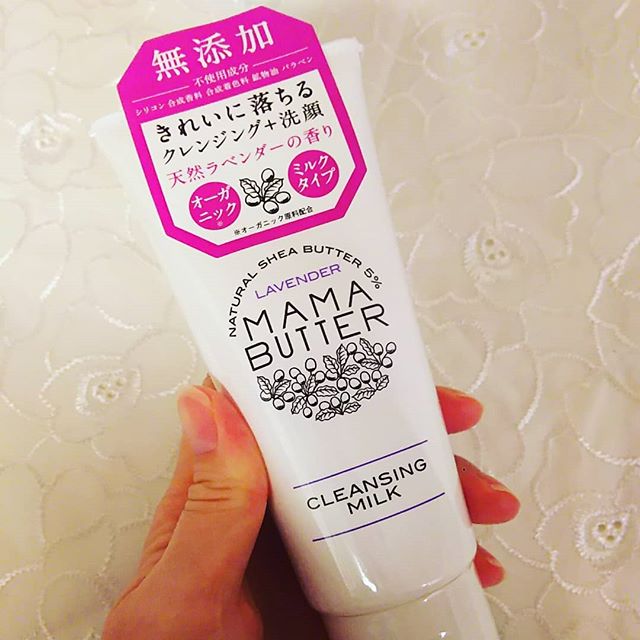 無添加
不使用成分
シリコン 合成香料 合成着色料 鉱物油 パラベン
きれいに落ちる
クレンジング+洗顔
天然ラベンダーの香り
オーガ
ニック※
ミルク
タイプ
※オーガニック原料配合
NATURAL SHEA BUTTER 5%
LAVENDER
MAMA
BUTTER
CLEANSING
MILK